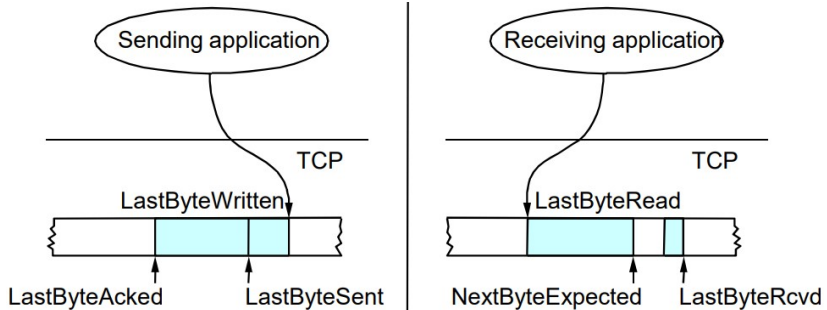 Sending application
TCP
LastByteWritten
LastByteAcked
LastByteSent
Receiving application
TCP
LastByteRead
NextByteExpected
LastByteRcvd